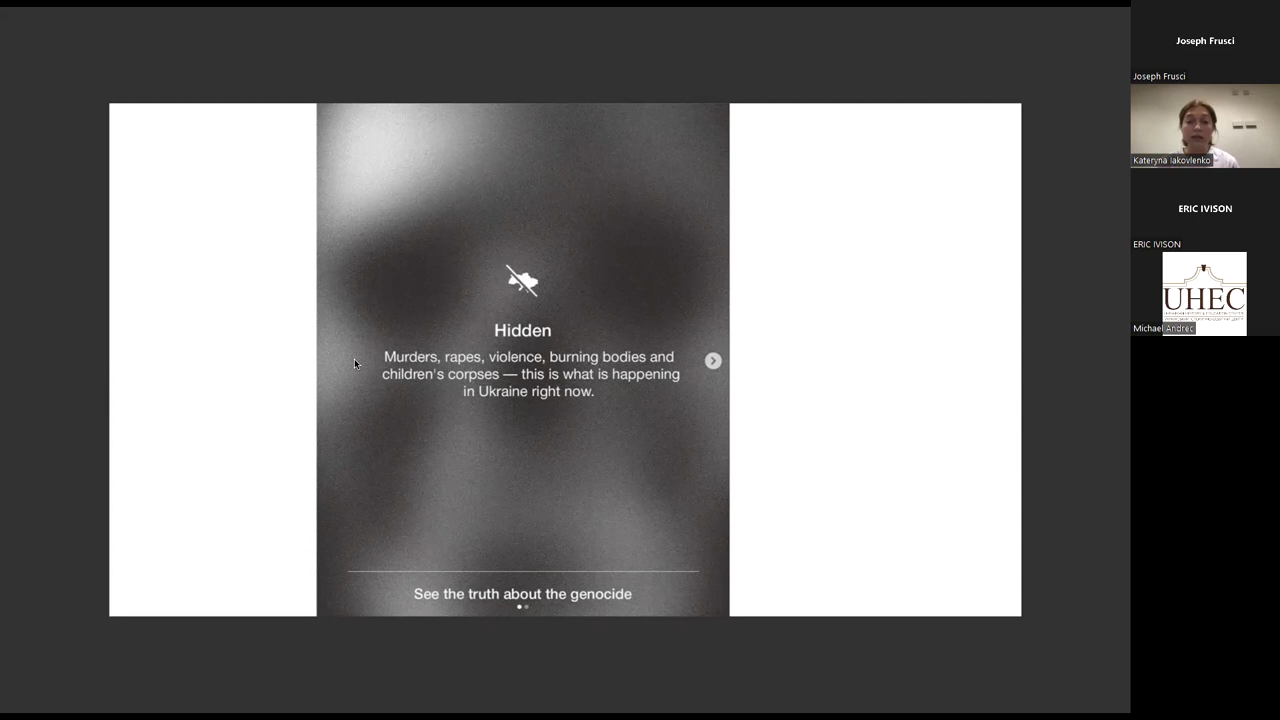 Hidden
Murders, rapes, violence, burning bodies and
children's corpses — this is what is happening
in Ukraine right now.
See the truth about the genocide
Joseph Frusci
Joseph Frusci
Kateryna Iakovlenko
ERIC IVISON
ERIC IVISON
UHEC
Michael Andrec